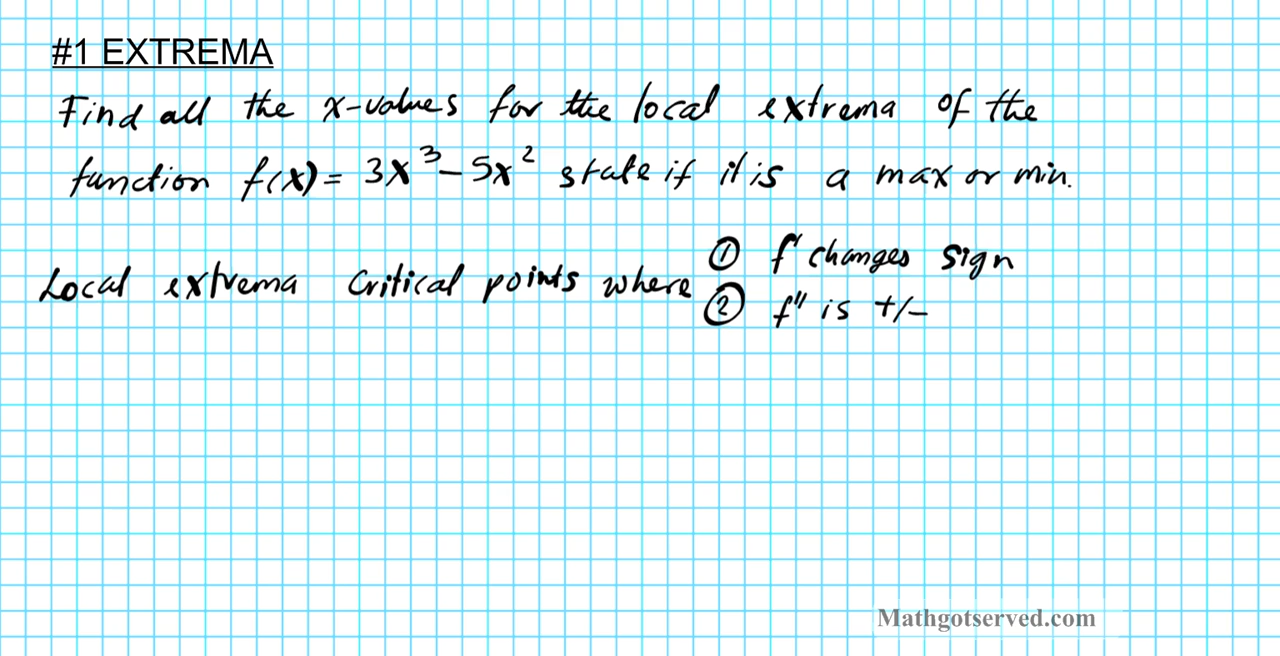 #1 EXTREMA
Find all the x-values for the local extrema of the
function f(x) = 3x³ - 5x² state if it is a max or min.
Local extrema Critical points where ① f' changes sign
② f'' is +/-
Mathgotserved.com